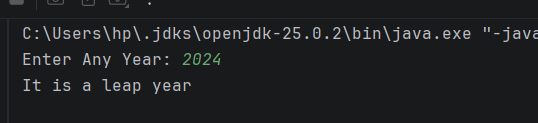 C:\Users\hp\.jdks\openjdk-25.0.2\bin\java.exe "-java
Enter Any Year: 2024
It is a leap year